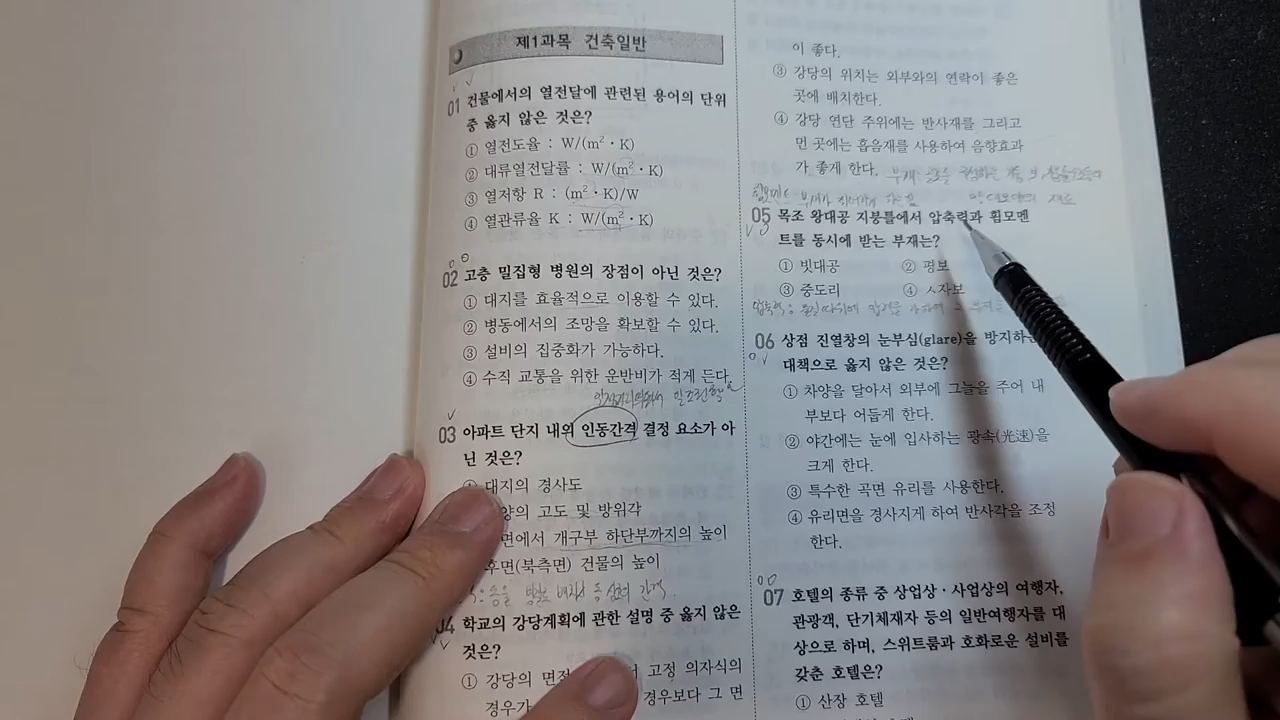 제1과목 건축일반
01 건물에서의 열전달에 관련된 용어의 단위
중 옳지 않은 것은?
① 열전도율 : W/(m²・K)
② 대류열전달률 : W/(m²・K)
③ 열저항 R : (m²・K)/W
④ 열관류율 K : W/(m²・K)
02 고층 밀집형 병원의 장점이 아닌 것은?
① 대지를 효율적으로 이용할 수 있다.
② 병동에서의 조망을 확보할 수 있다.
③ 설비의 집중화가 가능하다.
④ 수직 교통을 위한 운반비가 적게 든다.
03 아파트 단지 내외 인동간격 결정 요소가 아
닌 것은?
① 대지의 경사도
양의 고도 및 방위각
면에서 개구부 하단부까지의 높이
후면(북측면) 건물의 높이
04 학교의 강당계획에 관한 설명 중 옳지 않은
것은?
① 강당의 면적 고정 의자식의
경우가 경우보다 그 면
이 좋다.
③ 강당의 위치는 외부와의 연락이 좋은
곳에 배치한다.
④ 강당 연단 주위에는 반사재를 그리고
먼 곳에는 흡음재를 사용하여 음향효과
가 좋게 한다.
05 목조 왕대공 지붕틀에서 압축력과 휨모멘
트를 동시에 받는 부재는?
① 빗대공 ② 평보
③ 중도리 ④ ㅅ자보
06 상점 진열창의 눈부심(glare)을 방지하는
대책으로 옳지 않은 것은?
① 차양을 달아서 외부에 그늘을 주어 내
부보다 어둡게 한다.
② 야간에는 눈에 입사하는 광속(光速)을
크게 한다.
③ 특수한 곡면 유리를 사용한다.
④ 유리면을 경사지게 하여 반사각을 조정
한다.
07 호텔의 종류 중 상업상・사업상의 여행자,
관광객, 단기체재자 등의 일반여행자를 대
상으로 하며, 스위트룸과 호화로운 설비를
갖춘 호텔은?
① 산장 호텔